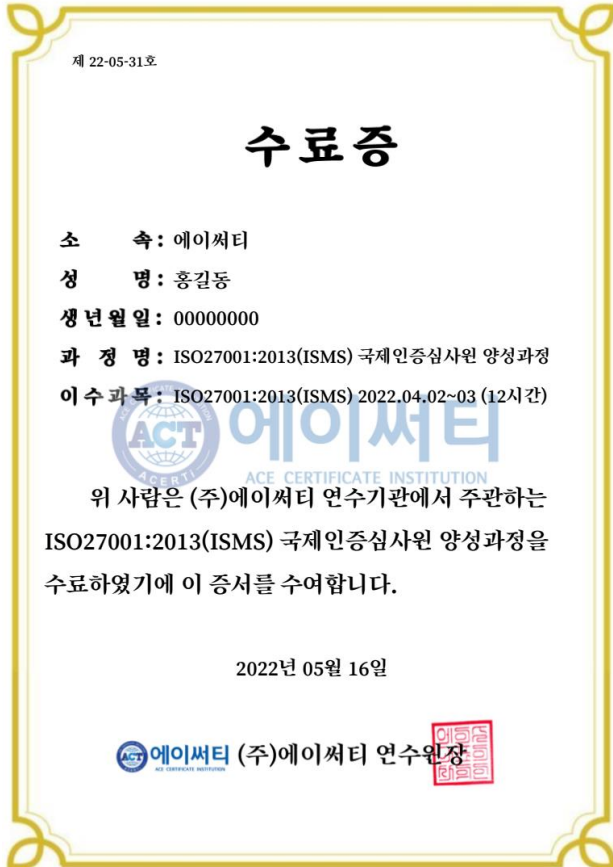 제 22-05-31호
수료증
소 속: 에이써티
성 명: 홍길동
생년월일: 00000000
과 정 명: ISO27001:2013(ISMS) 국제인증심사원 양성과정
이수과목: ISO27001:2013(ISMS) 2022.04.02~03 (12시간)
ACE CERTIFICATE INSTITUTION
ACT
ACERTI
에이써티
ACE CERTIFICATE INSTITUTION
위 사람은 (주)에이써티 연수기관에서 주관하는
ISO27001:2013(ISMS) 국제인증심사원 양성과정을
수료하였기에 이 증서를 수여합니다.
2022년 05월 16일
ACT 에이써티 (주)에이써티 연수원장
ACE CERTIFICATE INSTITUTION